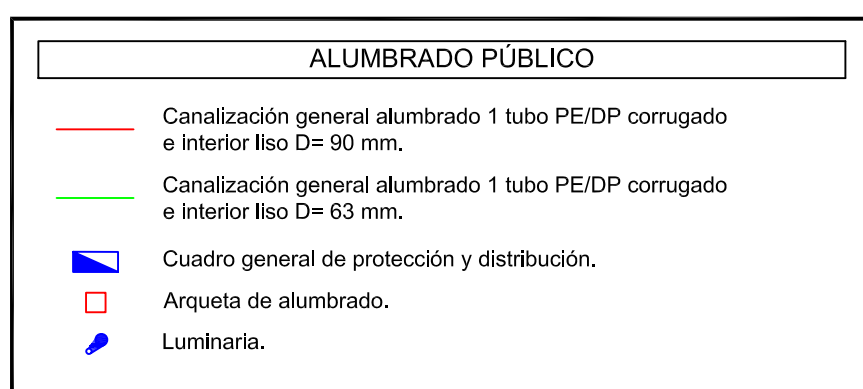 ALUMBRADO PÚBLICO
Canalización general alumbrado 1 tubo PE/DP corrugado
e interior liso D= 90 mm.
Canalización general alumbrado 1 tubo PE/DP corrugado
e interior liso D= 63 mm.
Cuadro general de protección y distribución.
Arqueta de alumbrado.
Luminaria.